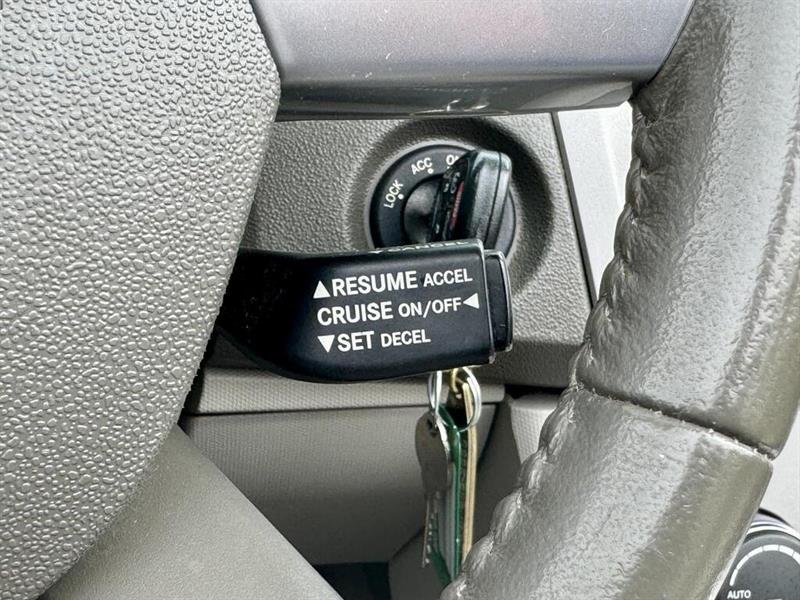 LOCK
ACC
▲RESUME ACCEL
CRUISE ON/OFF◀
▼SET DECEL
AUTO